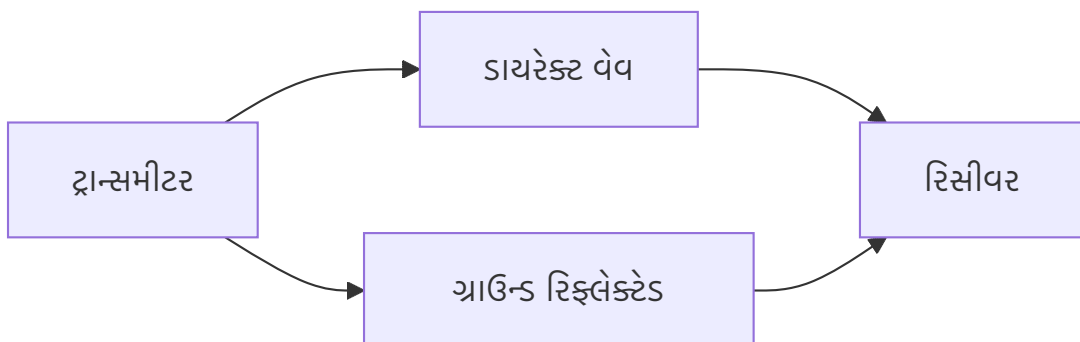 ડાયરેક્ટ વેવ
ટ્રાન્સમીટર
રિસીવર
ગ્રાઉન્ડ રિફ્લેક્ટેડ